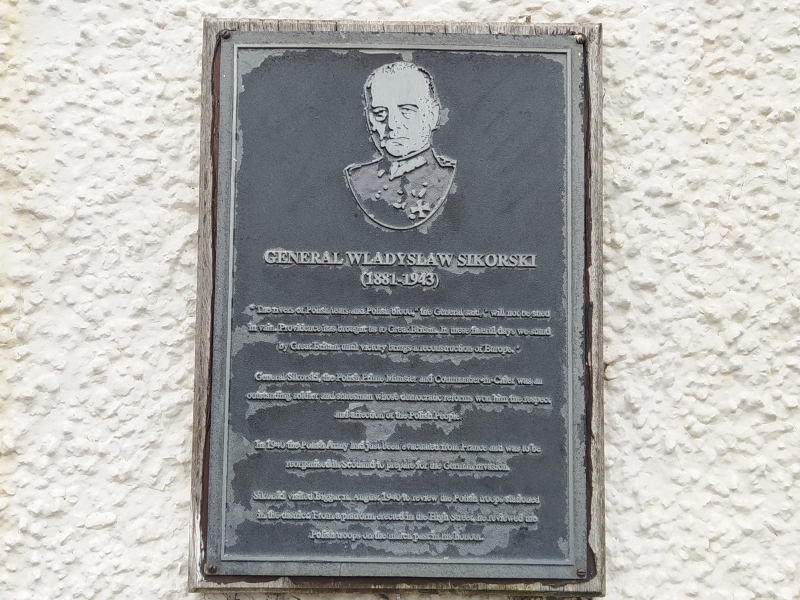 GENERAL WLADYSLAW SIKORSKI
(1881-1943)
"The rivers of Polish tears and Polish blood," the General said, "will not be shed
in vain. Providence has brought us to Great Britain. In these fateful days, we stand
by Great Britain until victory brings a reconstruction of Europe."
General Sikorski, the Polish Prime Minister and Commander-in-Chief, was an
outstanding soldier and statesman whose democratic reforms won him the respect
and affection of the Polish People.
In 1940 the Polish Army had just been evacuated from France and was to be
reorganised in Scotland to prepare for the German invasion.
Sikorski visited Biggar in August 1940 to review the Polish troops stationed
in the district. From a platform erected in the High Street, he reviewed the
Polish troops on the march past in his honour.